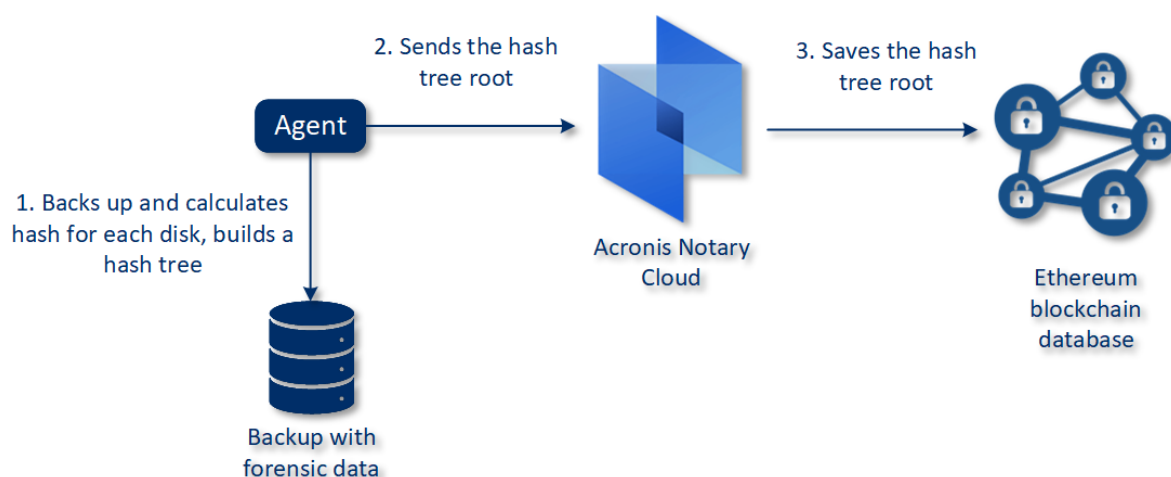 2. Sends the hash
tree root
3. Saves the hash
tree root
Agent
1. Backs up and calculates
hash for each disk, builds a
hash tree
Acronis Notary
Cloud
Ethereum
blockchain
database
Backup with
forensic data